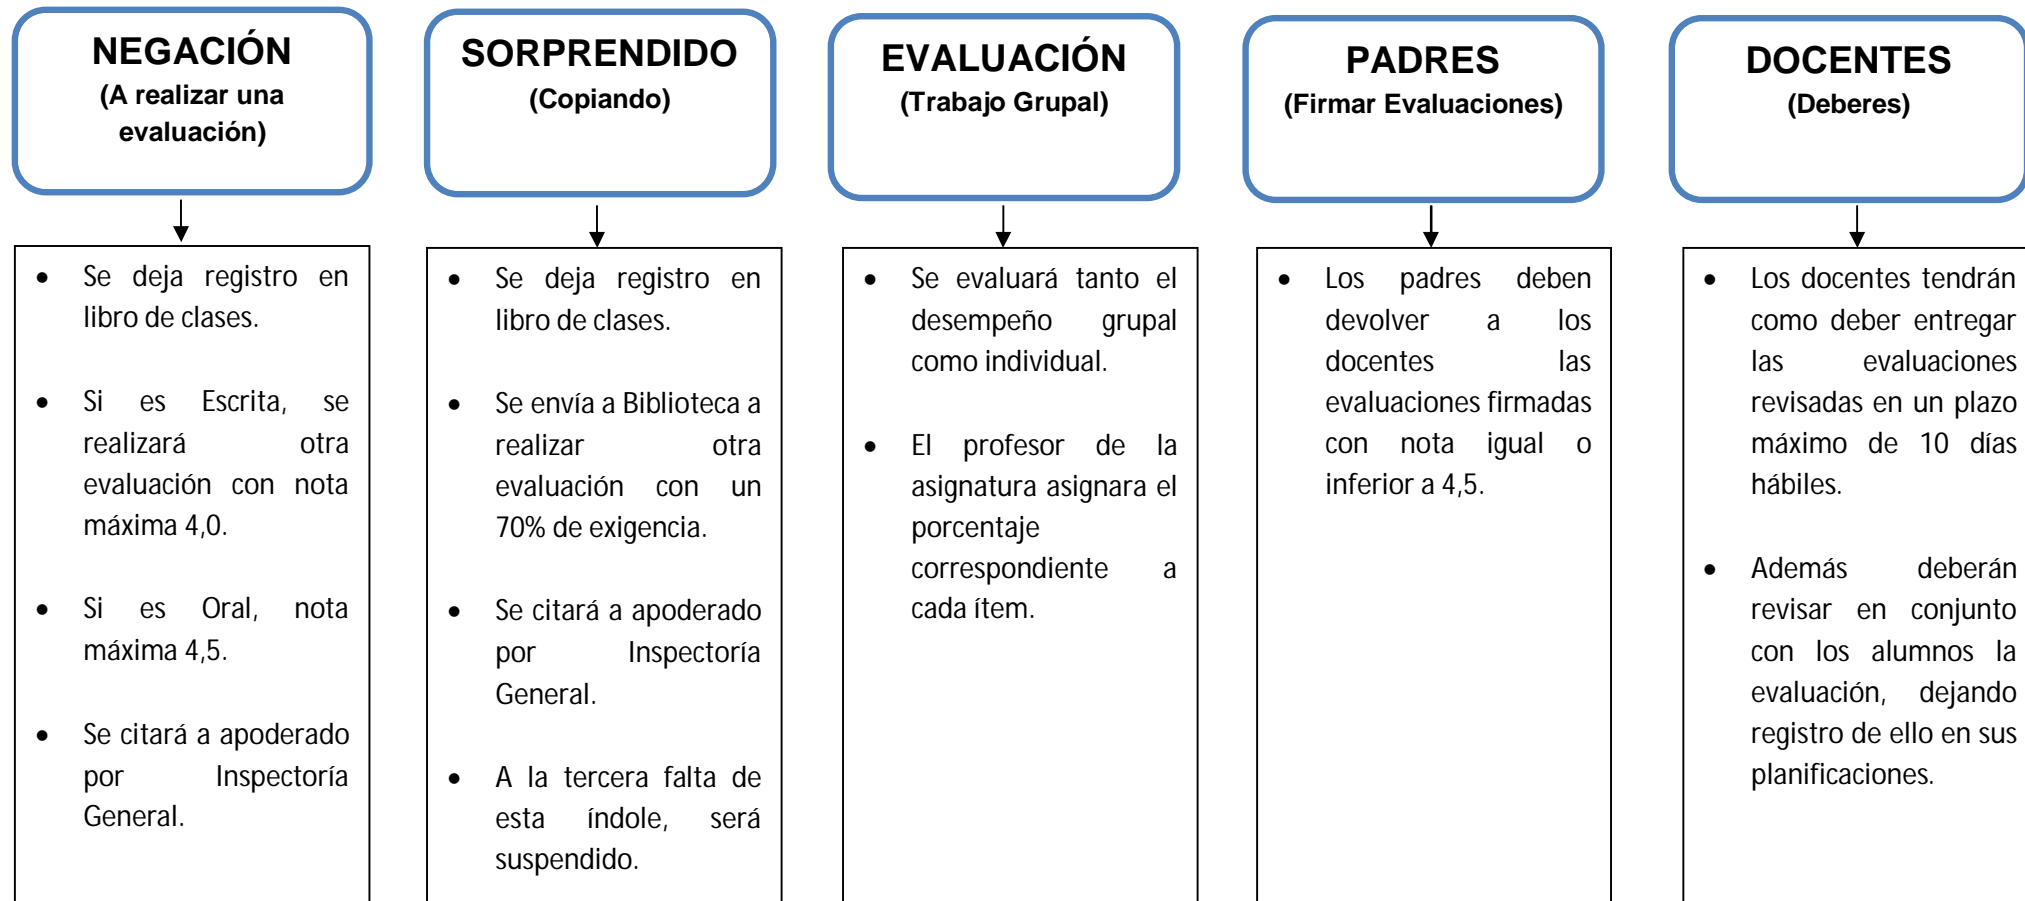 NEGACIÓN
(A realizar una
evaluación)
Se deja registro en
libro de clases.
Si es Escrita, se
realizará otra
evaluación con nota
máxima 4,0.
Si es Oral, nota
máxima 4,5.
Se citará a apoderado
por Inspectoría
General.
SORPRENDIDO
(Copiando)
Se deja registro en
libro de clases.
Se envía a Biblioteca a
realizar otra
evaluación con un
70% de exigencia.
Se citará a apoderado
por Inspectoría
General.
A la tercera falta de
esta índole, será
suspendido.
EVALUACIÓN
(Trabajo Grupal)
Se evaluará tanto el
desempeño grupal
como individual.
El profesor de la
asignatura asignara el
porcentaje
correspondiente a
cada ítem.
PADRES
(Firmar Evaluaciones)
Los padres deben
devolver a los
docentes las
evaluaciones firmadas
con nota igual o
inferior a 4,5.
DOCENTES
(Deberes)
Los docentes tendrán
como deber entregar
las evaluaciones
revisadas en un plazo
máximo de 10 días
hábiles.
Además deberán
revisar en conjunto
con los alumnos la
evaluación, dejando
registro de ello en sus
planificaciones.